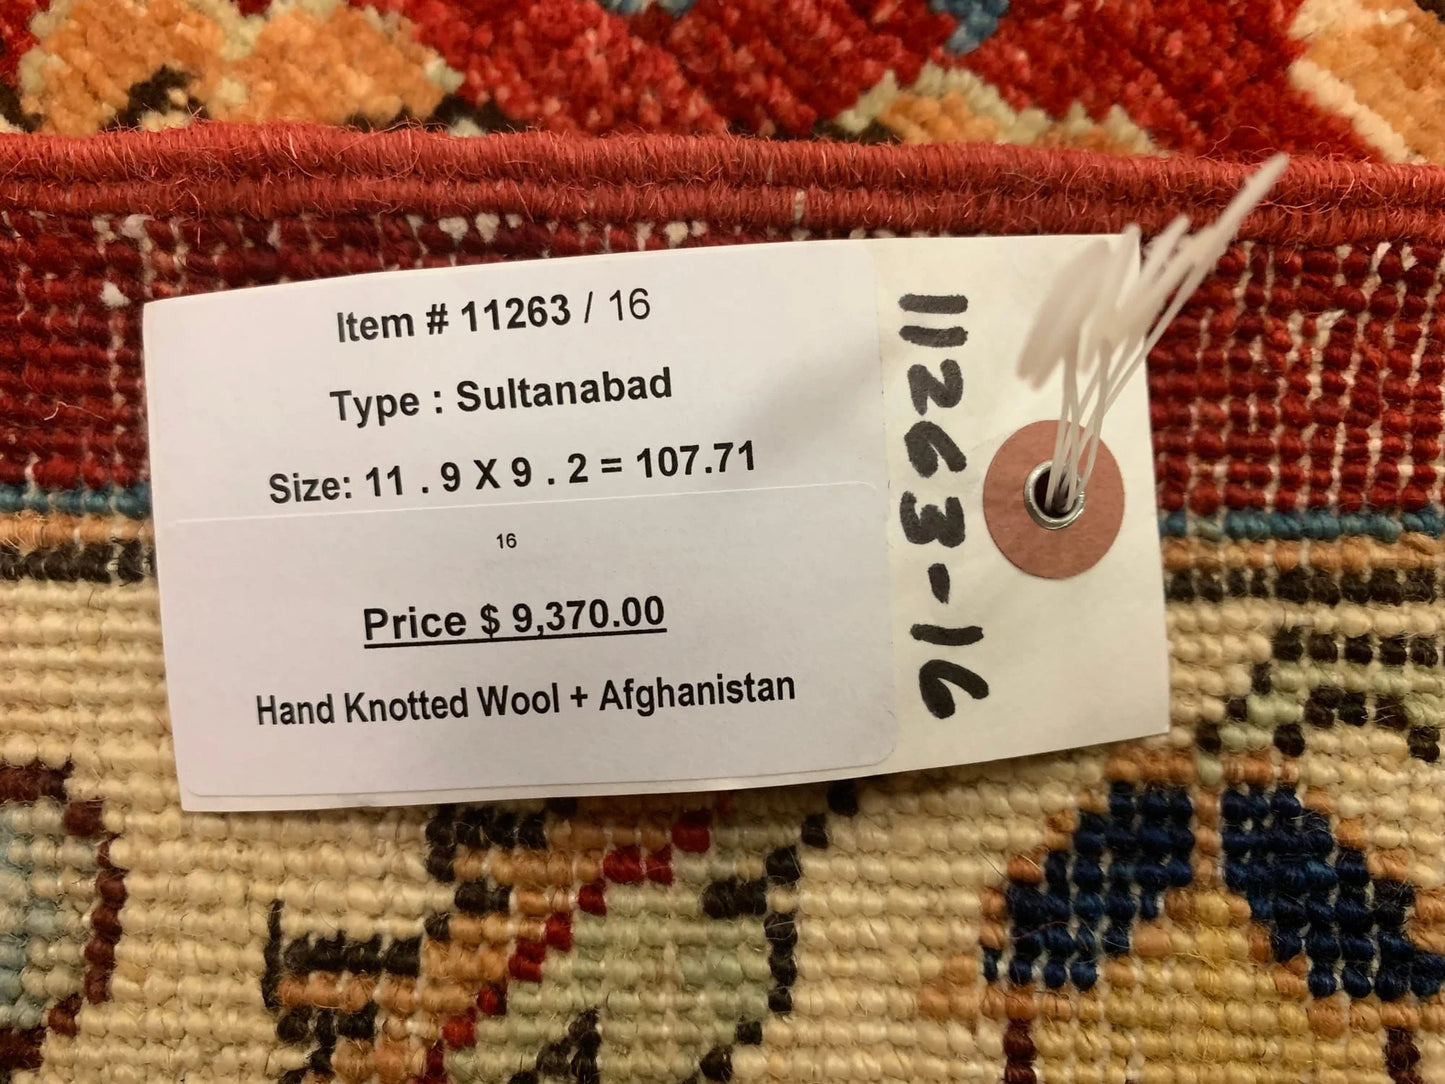 Item # 11263 / 16
Type : Sultanabad
Size: 11 . 9 X 9 . 2 = 107.71
16
Price $ 9,370.00
Hand Knotted Wool + Afghanistan
11263-16